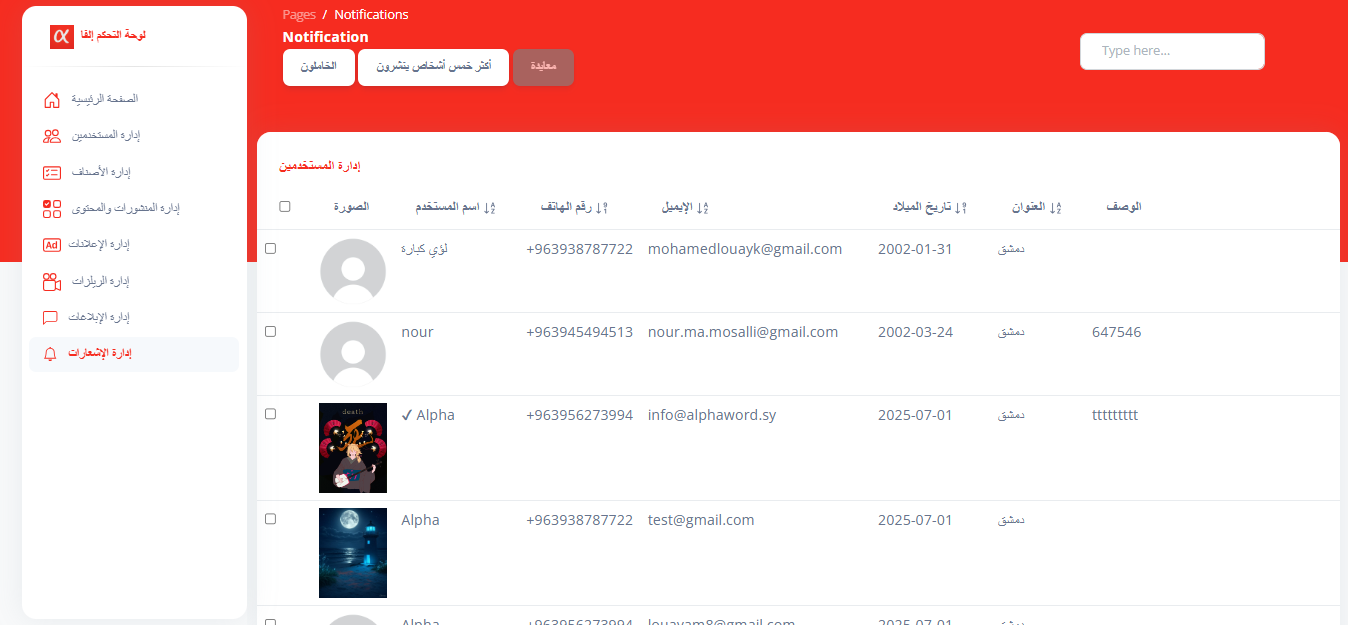 لوحة التحكم إلفا
الصفحة الرئيسية
إدارة المستخدمين
إدارة الأصناف
إدارة المنشورات والمحتوى
Ad إدارة الإعلانات
إدارة الريلزات
إدارة الإبلاغات
إدارة الإشعارات
Pages / Notifications
Notification
الخاملون أكثر خمس أشخاص ينشرون معايدة
Type here...
إدارة المستخدمين
الصورة اسم المستخدم رقم الهاتف الإيميل تاريخ الميلاد العنوان الوصف
لؤي كبارة +963938787722 mohamedlouayk@gmail.com 2002-01-31 دمشق
nour +963945494513 nour.ma.mosalli@gmail.com 2002-03-24 دمشق 647546
death
✓ Alpha +963956273994 info@alphaword.sy 2025-07-01 دمشق ttttttttt
Alpha +963938787722 test@gmail.com 2025-07-01 دمشق
Alpha +963956273994 louayam8@gmail.com 2025-07-01 دمشق